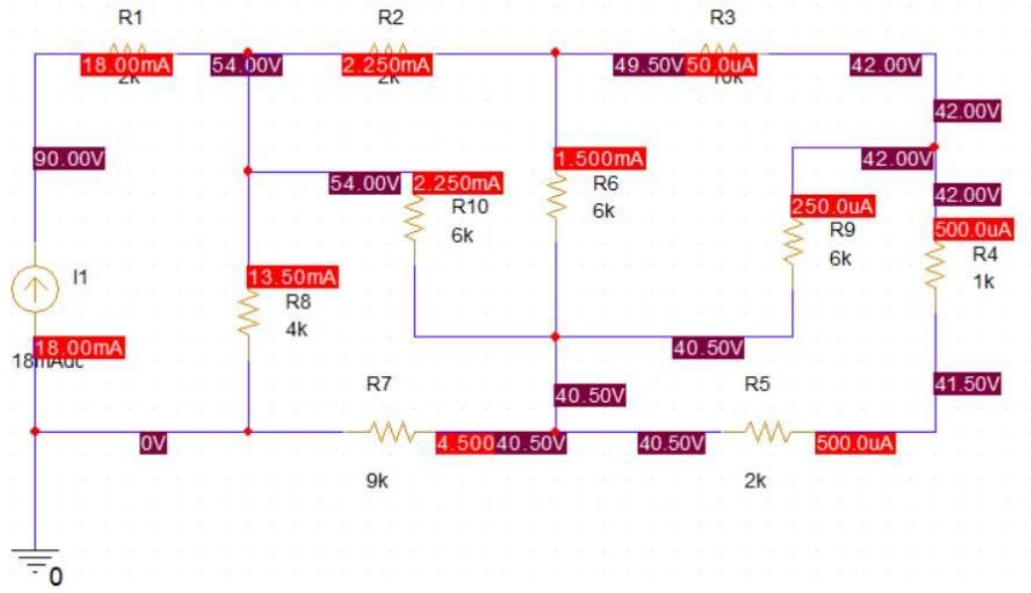 R1
R2
R3
18.00mA
54.00V
2.250mA
49.50V
50.0uA
42.00V
2k
2k
10k
42.00V
90.00V
1.500mA
42.00V
54.00V
2.250mA
R6
6k
42.00V
R10
6k
250.0uA
R9
6k
500.0uA
R4
1k
I1
13.50mA
R8
4k
18.00mA
40.50V
R7
40.50V
R5
41.50V
0V
4.500
40.50V
40.50V
500.0uA
9k
2k
0